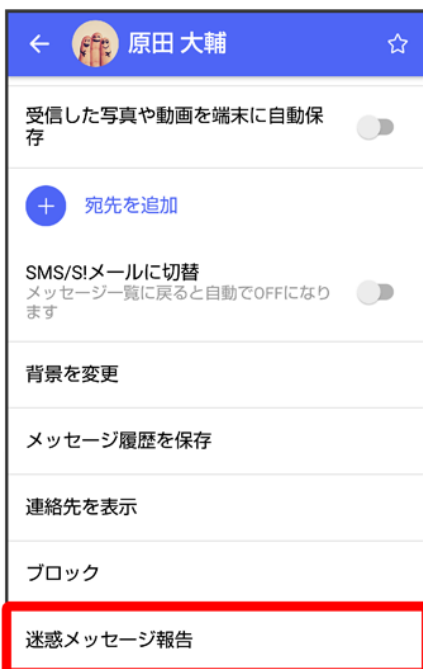 原田 大輔
受信した写真や動画を端末に自動保
存
宛先を追加
SMS/S!メールに切替
メッセージ一覧に戻ると自動でOFFになり
ます
背景を変更
メッセージ履歴を保存
連絡先を表示
ブロック
迷惑メッセージ報告